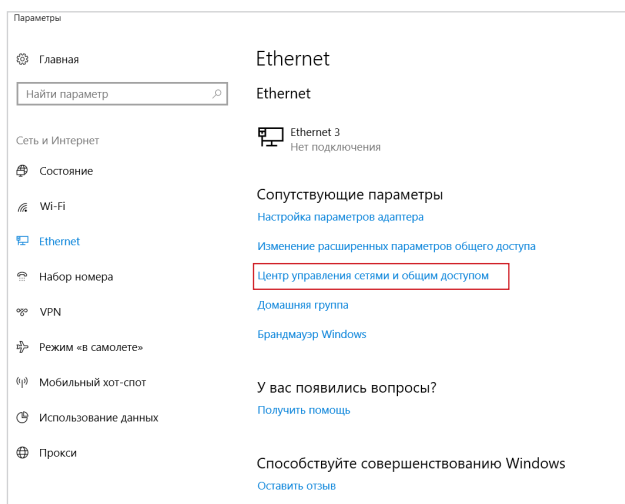 Параметры
Главная
Найти параметр
Сеть и Интернет
Состояние
Wi-Fi
Ethernet
Набор номера
VPN
Режим «в самолете»
Мобильный хот-спот
Использование данных
Прокси
Ethernet
Ethernet
Ethernet 3
Нет подключения
Сопутствующие параметры
Настройка параметров адаптера
Изменение расширенных параметров общего доступа
Центр управления сетями и общим доступом
Домашняя группа
Брандмауэр Windows
У вас появились вопросы?
Получить помощь
Способствуйте совершенствованию Windows
Оставить отзыв